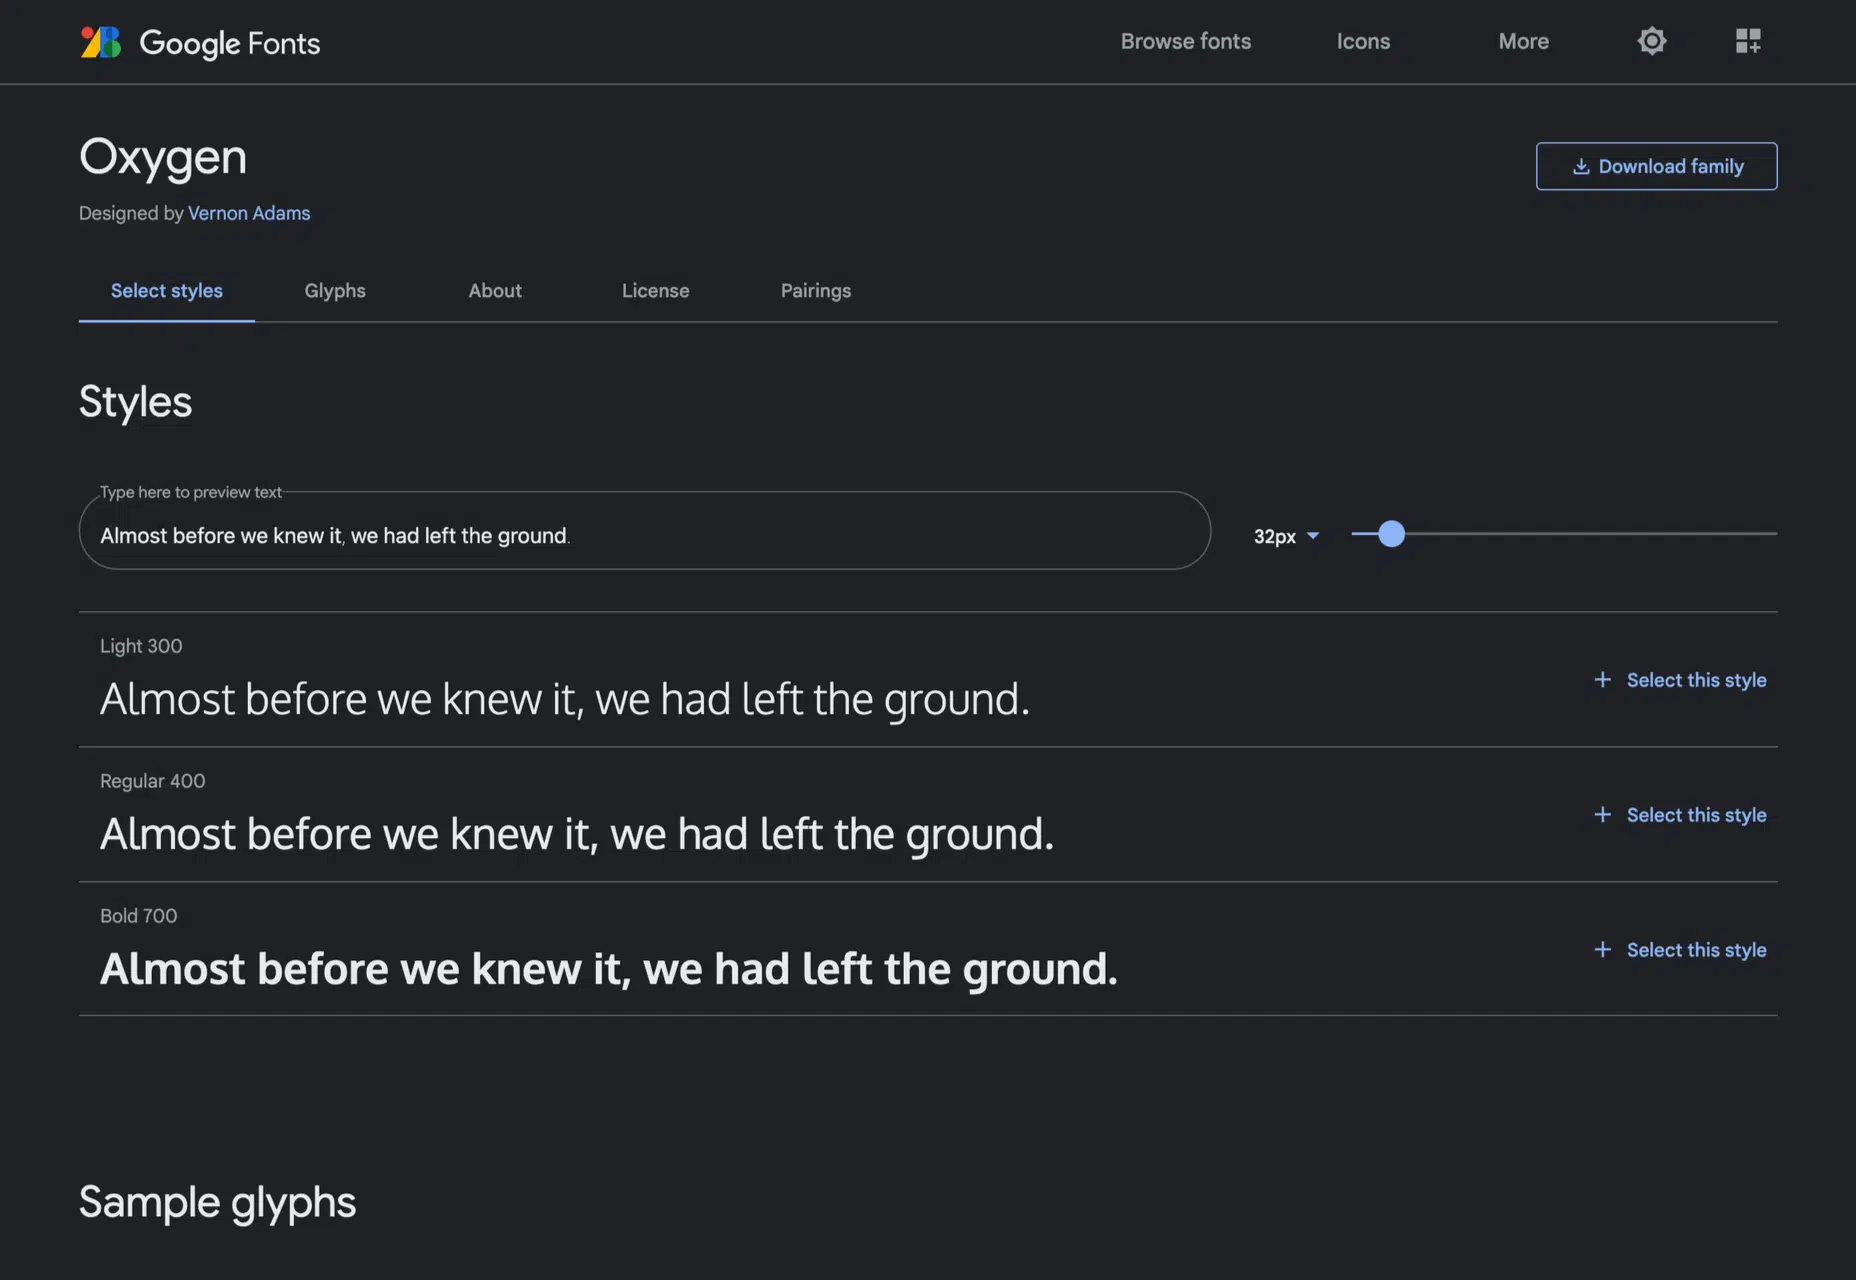 Google Fonts
Browse fonts
Icons
More
Oxygen
Download family
Designed by Vernon Adams
Select styles
Glyphs
About
License
Pairings
Styles
Type here to preview text
Almost before we knew it, we had left the ground.
32px
Light 300
Almost before we knew it, we had left the ground.
Select this style
Regular 400
Almost before we knew it, we had left the ground.
Select this style
Bold 700
Almost before we knew it, we had left the ground.
Select this style
Sample glyphs